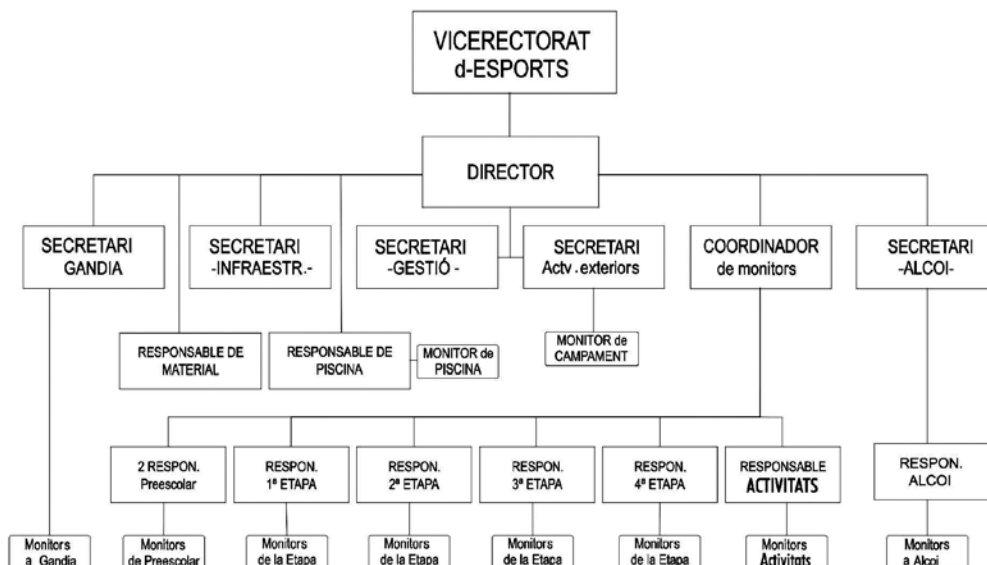 VICERECTORAT
d-ESPORTS
DIRECTOR
SECRETARI
GANDIA
SECRETARI
-INFRAESTR.-
SECRETARI
-GESTIÓ -
SECRETARI
Actv.exteriors
COORDINADOR
de monitors
SECRETARI
-ALCOI-
RESPONSABLE DE
MATERIAL
RESPONSABLE DE
PISCINA
MONITOR de
PISCINA
MONITOR de
CAMPAMENT
2 RESPON.
Preescolar
RESPON.
1ª ETAPA
RESPON.
2ª ETAPA
RESPON.
3ª ETAPA
RESPON.
4ª ETAPA
RESPONSABLE
ACTIVITATS
RESPON.
ALCOI
Monitors
a Gandia
Monitors
de Preescolar
Monitors
de la Etapa
Monitors
de la Etapa
Monitors
de la Etapa
Monitors
de la Etapa
Monitors
Activitats
Monitors
a Alcoi